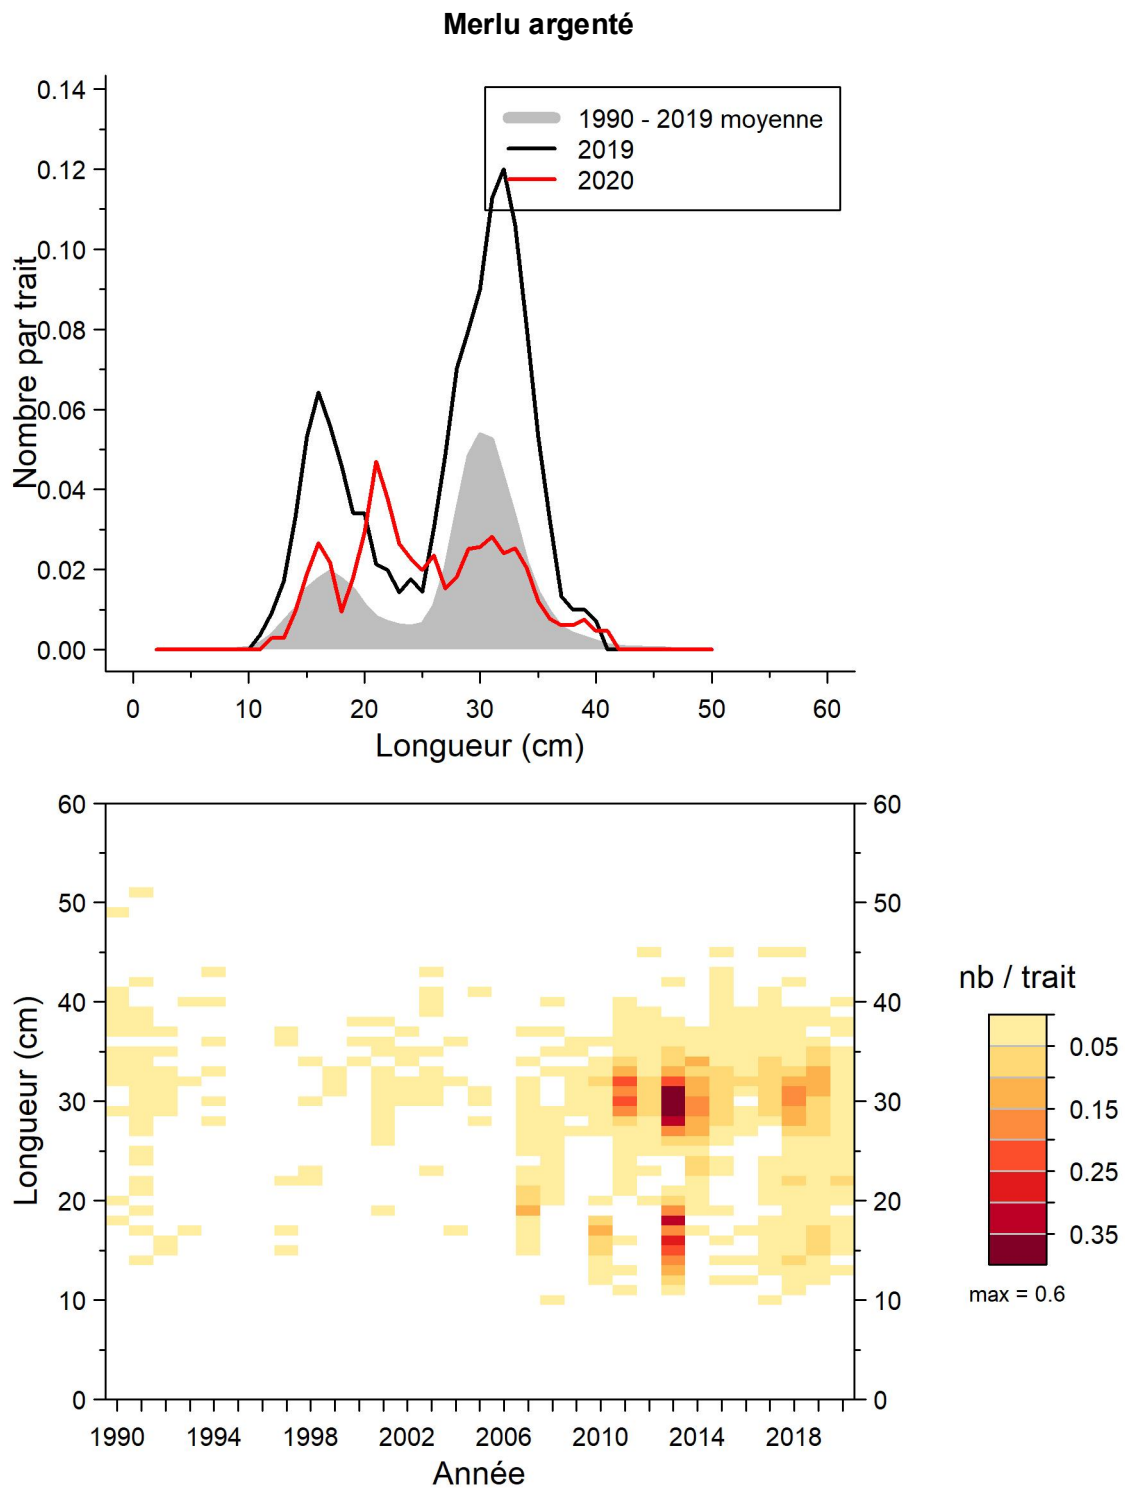 Merlu argenté
1990 - 2019 moyenne
2019
2020
0.14
0.12
0.10
0.08
0.06
0.04
0.02
0.00
Nombre par trait
0 10 20 30 40 50 60
Longueur (cm)
60 60
50 50
40 40
30 30
20 20
10 10
0 0
Longueur (cm)
1990 1994 1998 2002 2006 2010 2014 2018
Année
nb / trait
0.05
0.15
0.25
0.35
max = 0.6